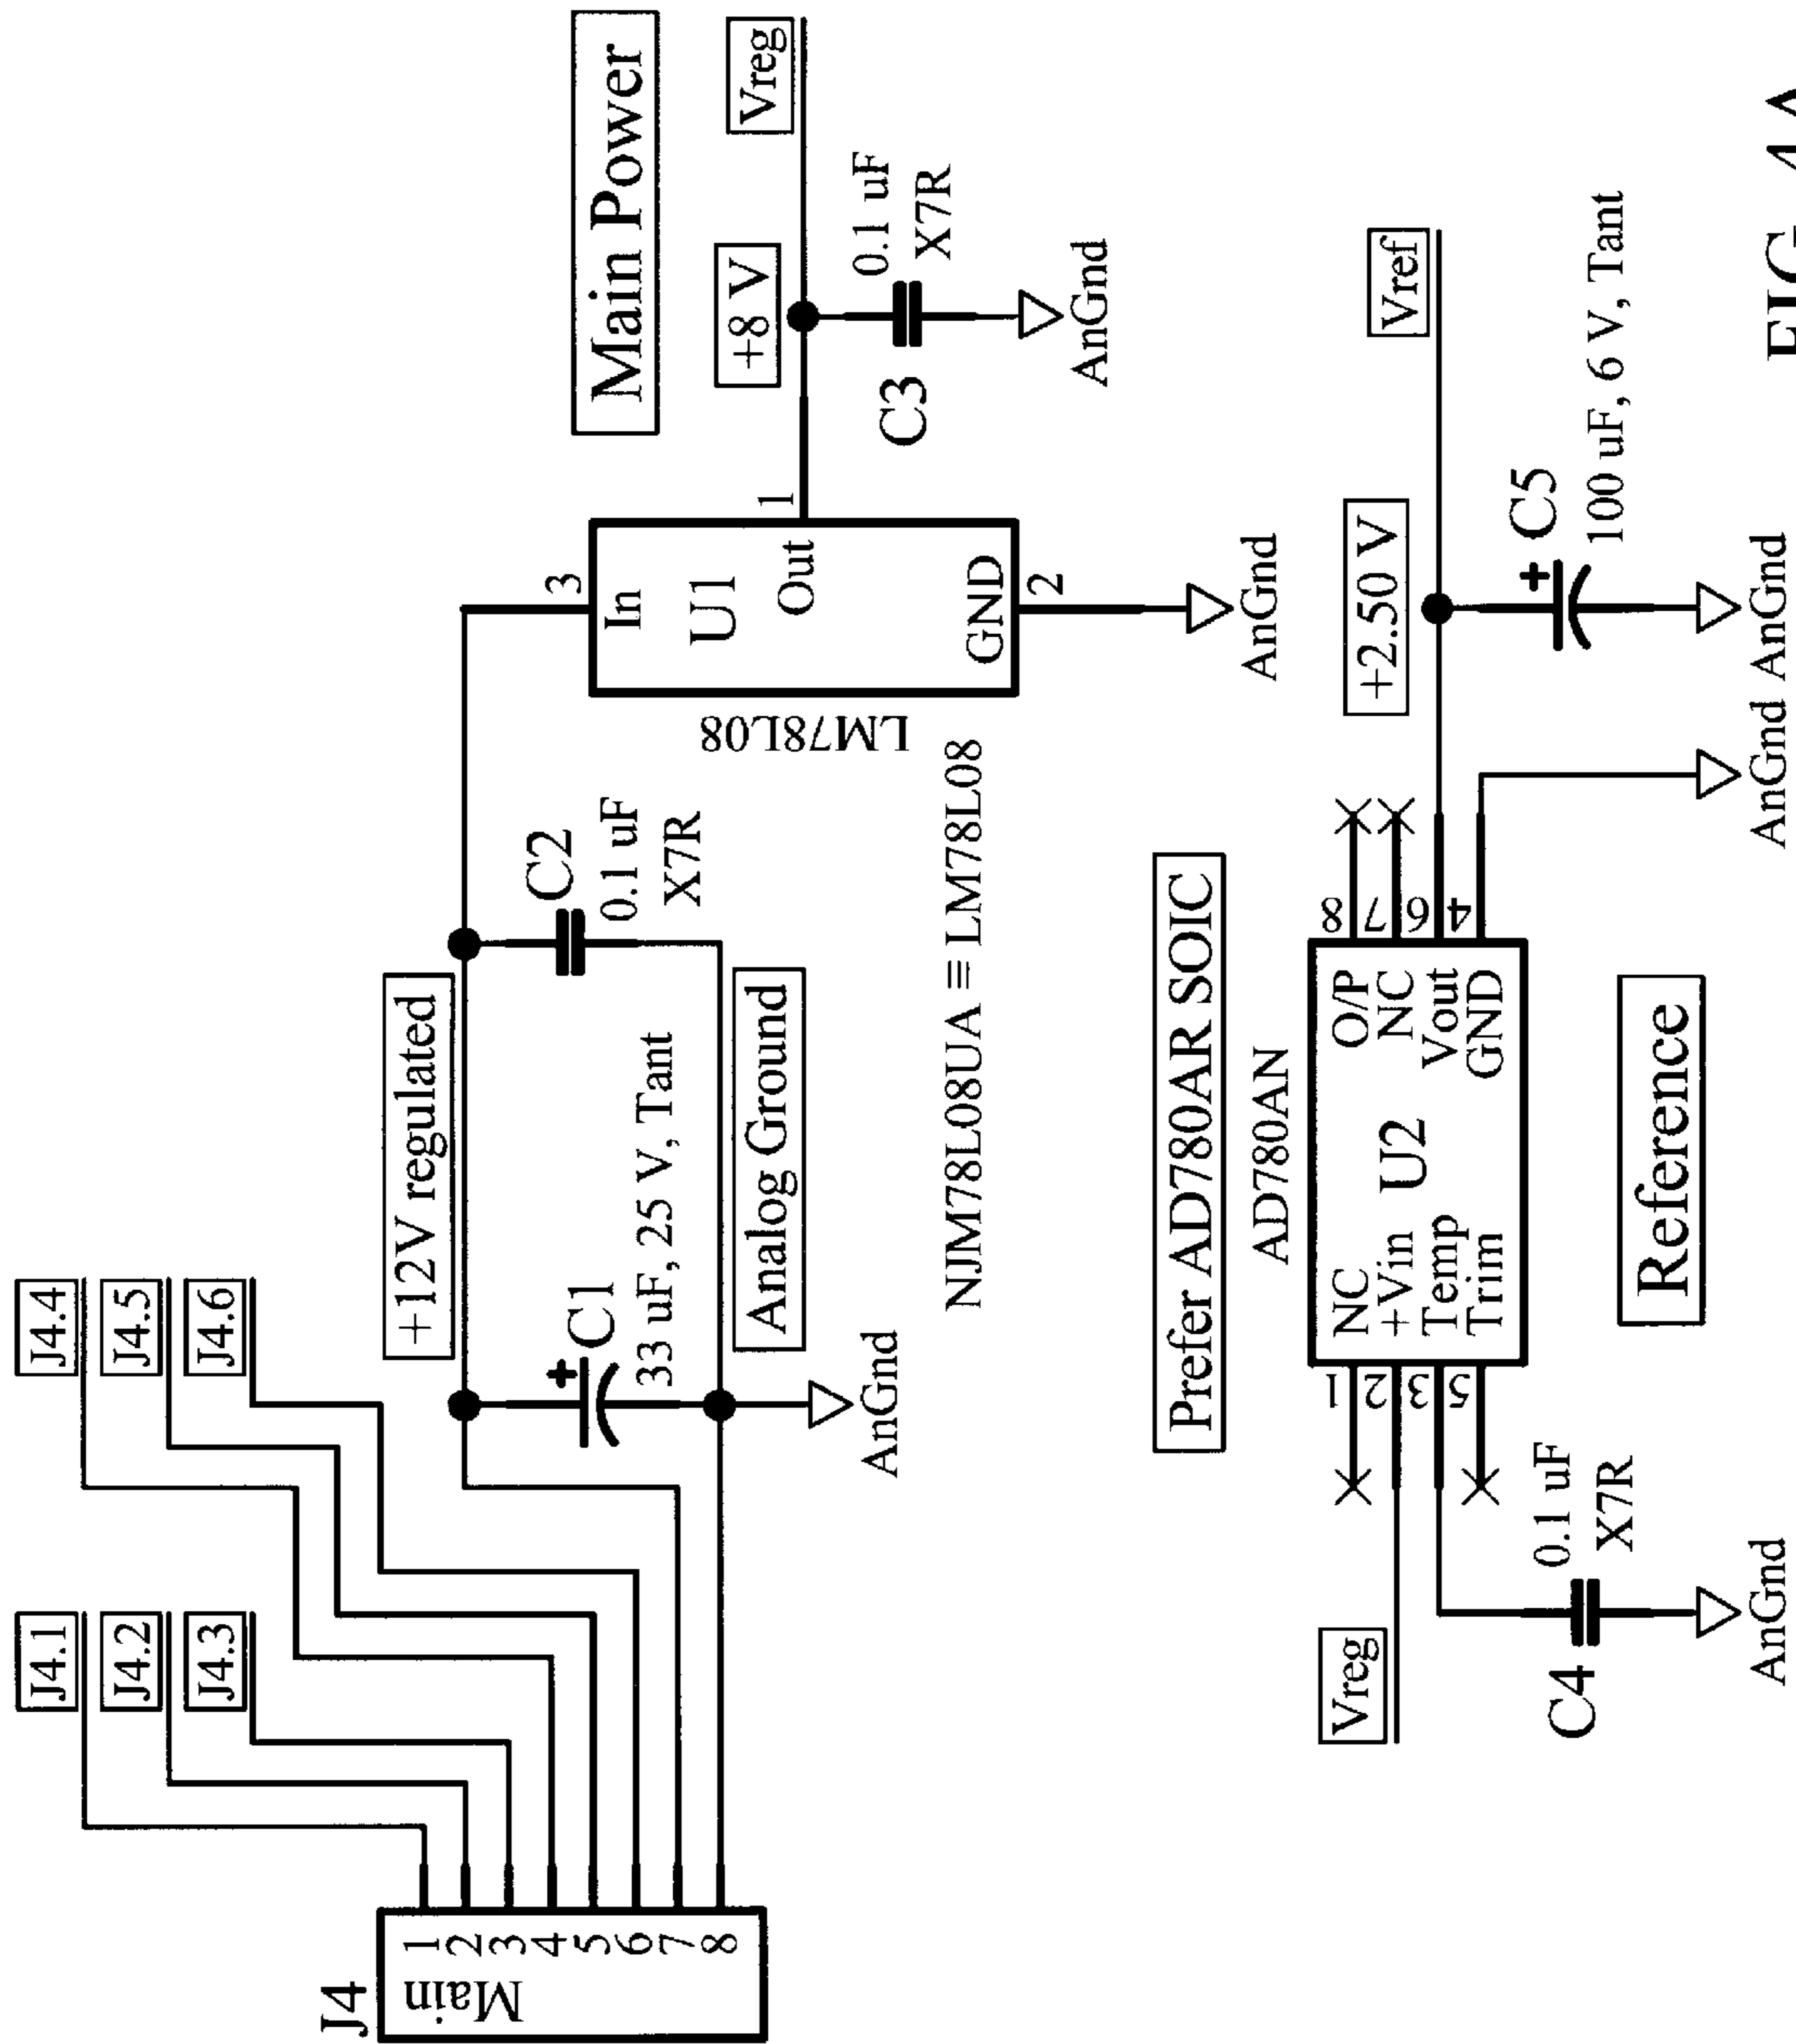 J4.1
J4.2
J4.3
J4.4
J4.5
J4.6
J4
Main
1
2
3
4
5
6
7
8
+12V regulated
C1
33 uF, 25 V, Tant
Analog Ground
AnGnd
C2
0.1 uF
X7R
NJM78L08UA ≡ LM78L08
LM78L08
3
In
U1
Out
1
GND
2
AnGnd
Main Power
+8 V
Vreg
C3
0.1 uF
X7R
AnGnd
Prefer AD780AR SOIC
AD780AN
Vreg
1
2
3
5
NC
+Vin
Temp
Trim
U2
O/P
NC
Vout
GND
8
7
6
4
C4
0.1 uF
X7R
AnGnd
Reference
+2.50 V
Vref
C5
100 uF, 6 V, Tant
AnGnd
AnGnd
FIG. 4A